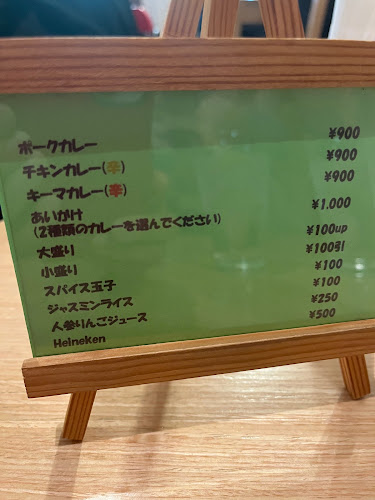 ポークカレー ¥900
チキンカレー(辛) ¥900
キーマカレー(辛) ¥900
あいがけ ¥1,000
(2種類のカレーを選んでください)
大盛り ¥100up
小盛り ¥100引
スパイス玉子 ¥100
ジャスミンライス ¥100
人参りんごジュース ¥250
Heineken ¥500